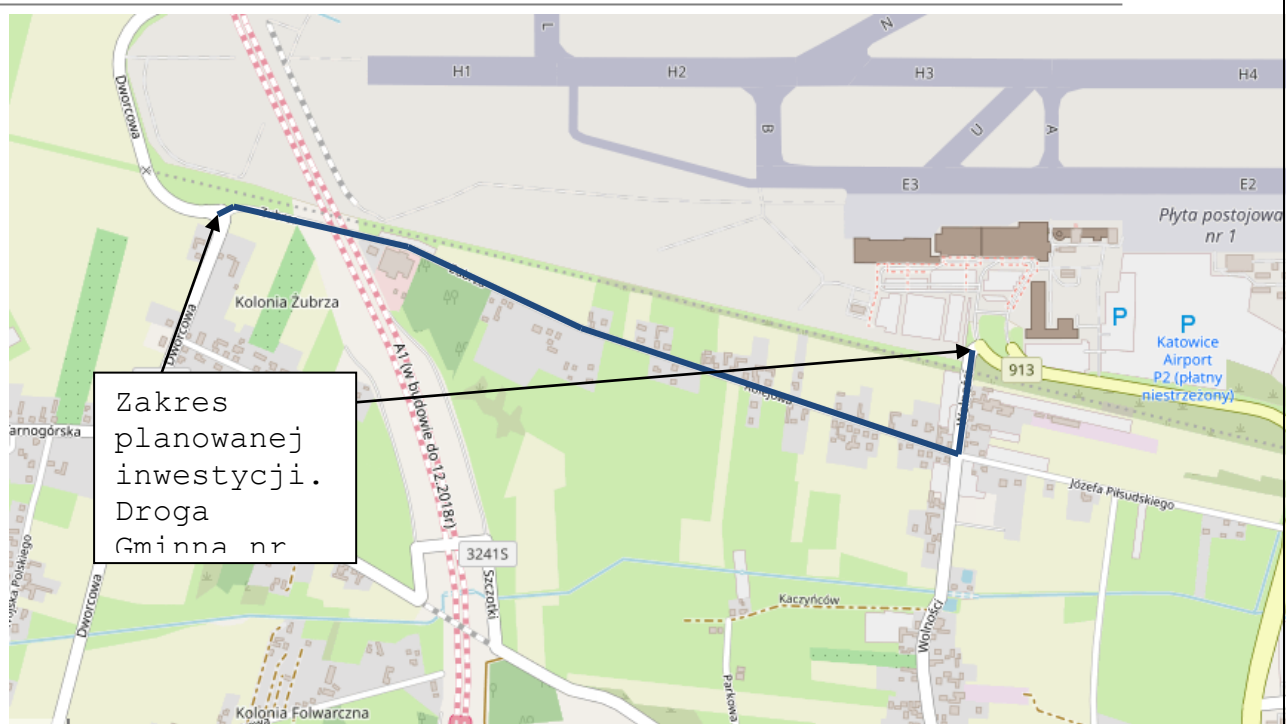 L
N
H1
H2
H3
H4
Dworcowa
B
U
A
E3
E2
Płyta postojowa
nr 1
Kolonia Żubrza
Dworcowa
A1 (w budowie do 12.2018r)
P
P
Katowice
Airport
P2 (płatny
niestrzeżony)
913
Kolejowa
Zakres
planowanej
inwestycji.
Droga
Gminna nr
Józefa Piłsudskiego
3241S
Szczotki
Dworcowa
Kaczyńców
Wolności
Parkowa
Kolonia Folwarczna